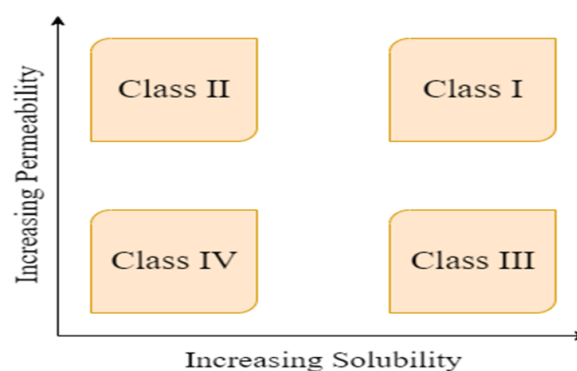 Increasing Permeability
Class II
Class I
Class IV
Class III
Increasing Solubility